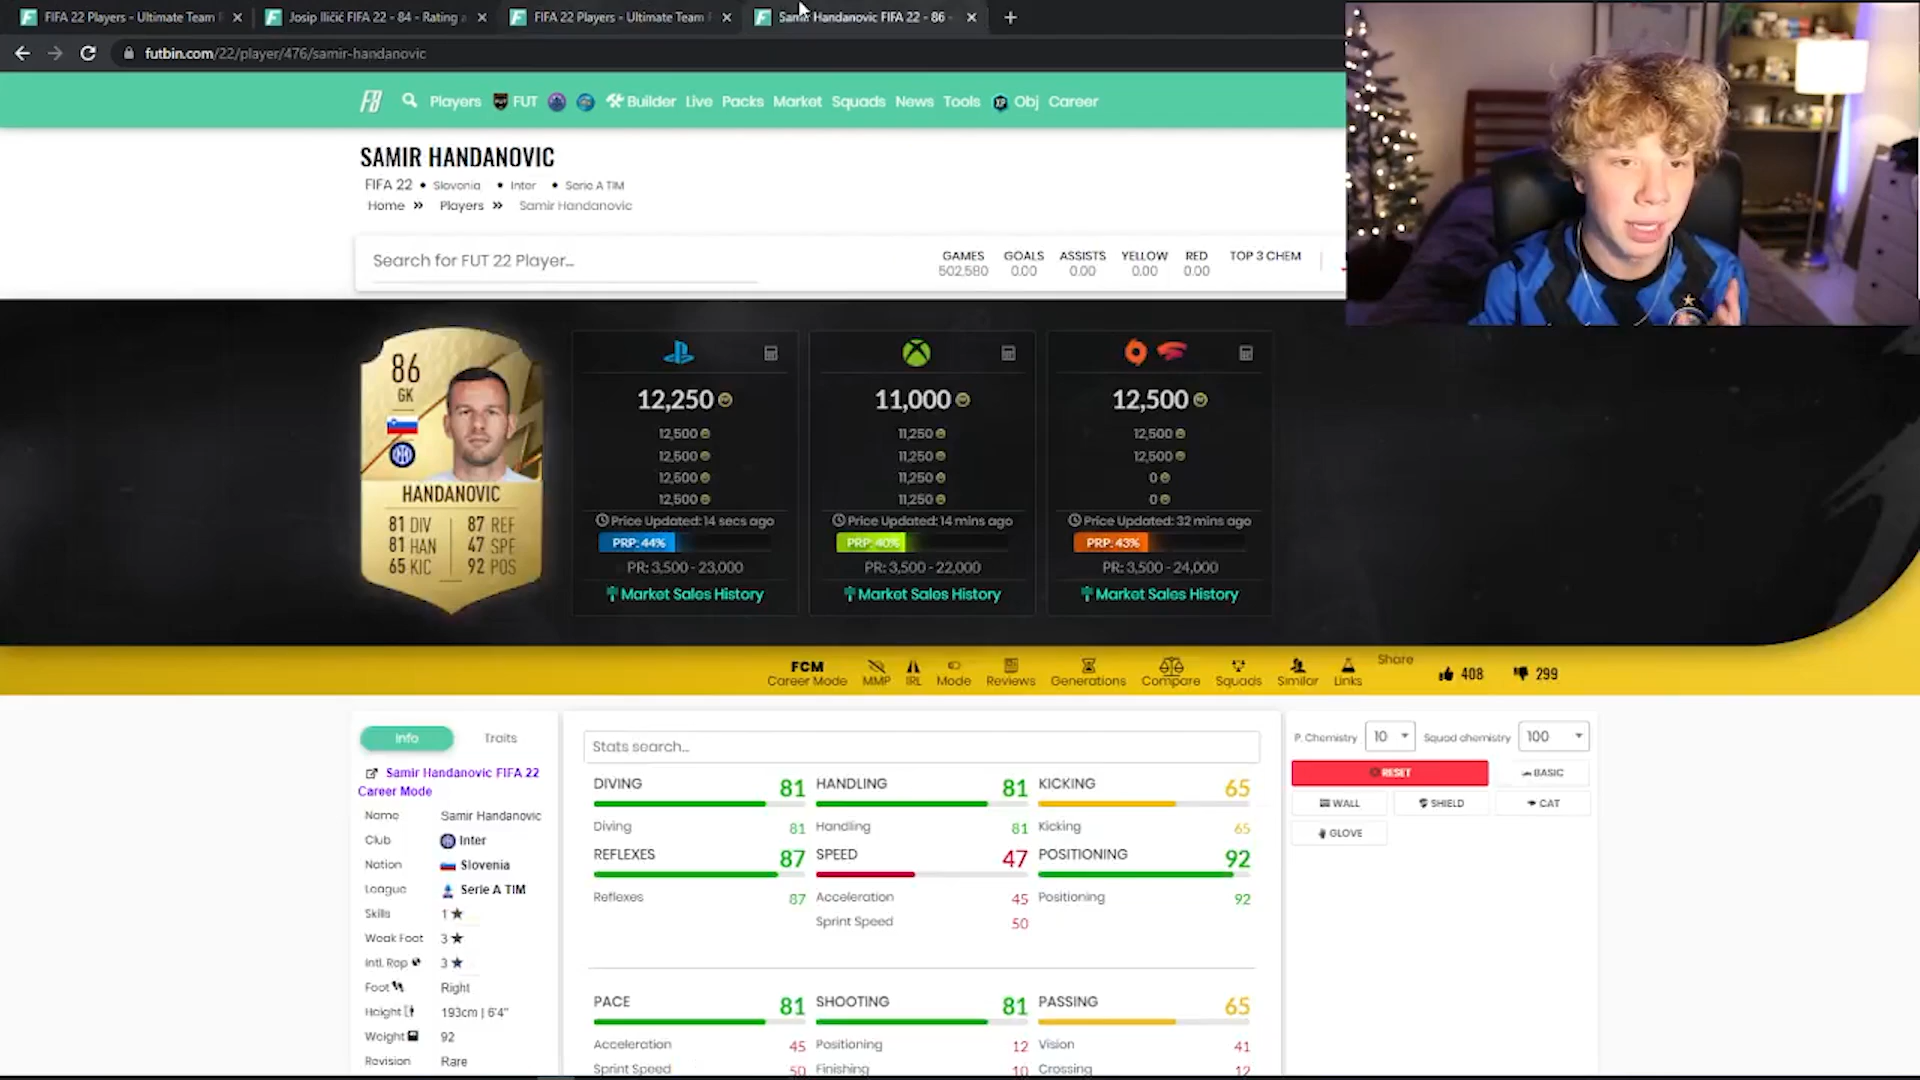 FIFA 22 Players - Ultimate Team
Josip Iličić FIFA 22 - 84 - Rating
FIFA 22 Players - Ultimate Team
Samir Handanovic FIFA 22 - 86 -
futbin.com/22/player/476/samir-handanovic
Players FUT Builder Live Packs Market Squads News Tools Obj Career
SAMIR HANDANOVIC
FIFA 22 • Slovenia • Inter • Serie A TIM
Home » Players » Samir Handanovic
Search for FUT 22 Player...
GAMES GOALS ASSISTS YELLOW RED TOP 3 CHEM
502,580 0.00 0.00 0.00 0.00
86
GK
HANDANOVIC
81 DIV 87 REF
81 HAN 47 SPE
65 KIC 92 POS
12,250
12,500
12,500
12,500
12,500
Price Updated: 14 secs ago
PRP: 44%
PR: 3,500 - 23,000
Market Sales History
11,000
11,250
11,250
11,250
11,250
Price Updated: 14 mins ago
PRP: 40%
PR: 3,500 - 22,000
Market Sales History
12,500
12,500
12,500
0
0
Price Updated: 32 mins ago
PRP: 43%
PR: 3,500 - 24,000
Market Sales History
FCM
Career Mode MMP IRL Mode Reviews Generations Compare Squads Similar Links Share 408 299
Info Traits
Samir Handanovic FIFA 22
Career Mode
Name Samir Handanovic
Club Inter
Nation Slovenia
League Serie A TIM
Skills 1 ★
Weak Foot 3 ★
Intl. Rep 3 ★
Foot Right
Height 193cm | 6'4"
Weight 92
Revision Rare
Stats search...
DIVING 81 HANDLING 81 KICKING 65
Diving 81 Handling 81 Kicking 65
REFLEXES 87 SPEED 47 POSITIONING 92
Reflexes 87 Acceleration 45 Positioning 92
Sprint Speed 50
PACE 81 SHOOTING 81 PASSING 65
Acceleration 45 Positioning 12 Vision 41
Sprint Speed 50 Finishing 10 Crossing 12
P. Chemistry 10 Squad chemistry 100
RESET BASIC
WALL SHIELD CAT
GLOVE